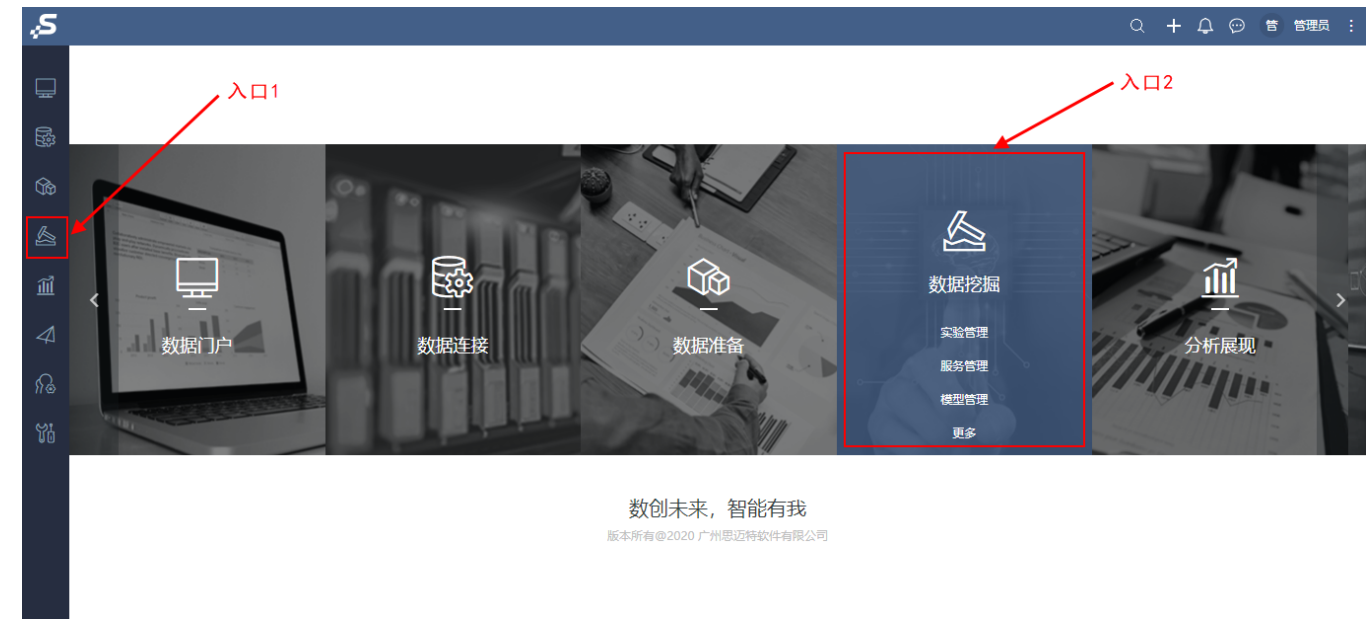 S
管 管理员
入口1
入口2
数据门户
数据连接
数据准备
数据挖掘
实验管理
服务管理
模型管理
更多
分析展现
数创未来，智能有我
版本所有@2020 广州思迈特软件有限公司